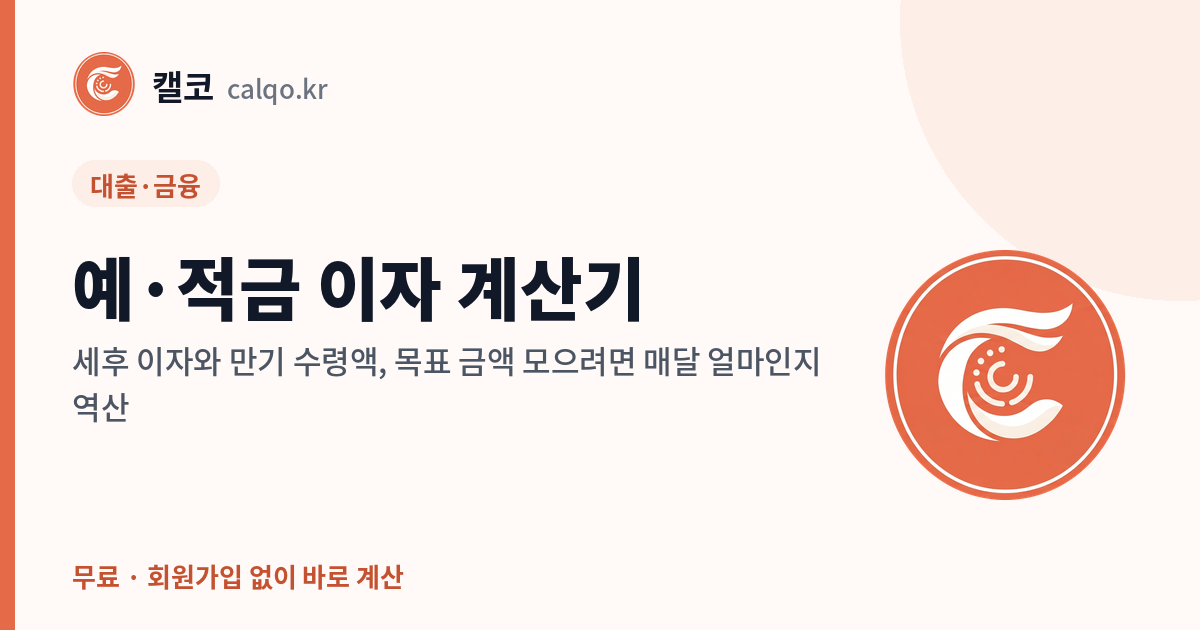 캘코 calqo.kr
대출·금융
예·적금 이자 계산기
세후 이자와 만기 수령액, 목표 금액 모으려면 매달 얼마인지
역산
무료 · 회원가입 없이 바로 계산